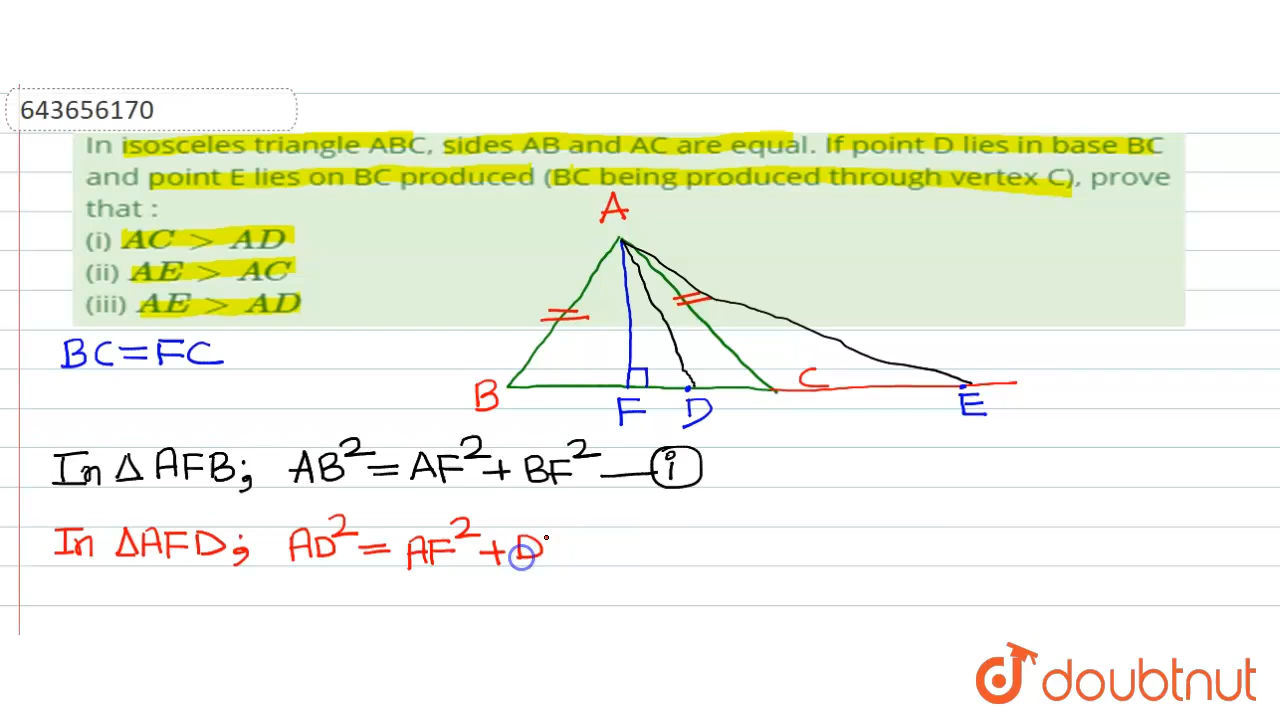 643656170
In isosceles triangle ABC, sides AB and AC are equal. If point D lies in base BC
and point E lies on BC produced (BC being produced through vertex C), prove
that :
(i) AC > AD
(ii) AE > AC
(iii) AE > AD
A
BC=FC
B
F
D
C
E
In △ AFB; AB² = AF² + BF² — (i)
In △AFD; AD² = AF² + D
doubtnut